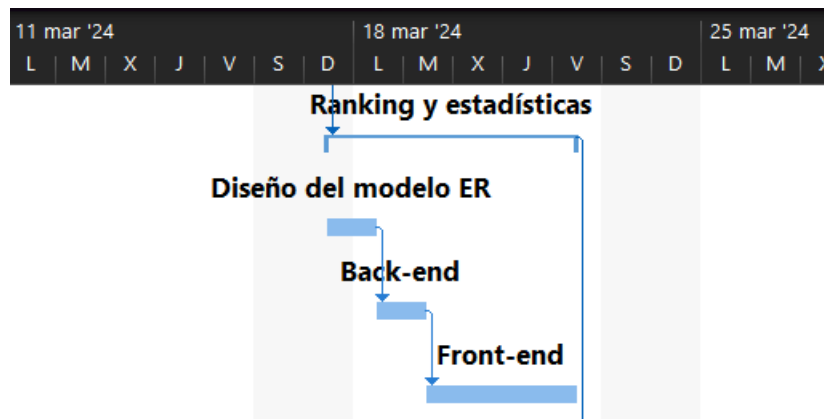 11 mar '24 18 mar '24 25 mar '24
L M X J V S D L M X J V S D L M X
Ranking y estadísticas
Diseño del modelo ER
Back-end
Front-end